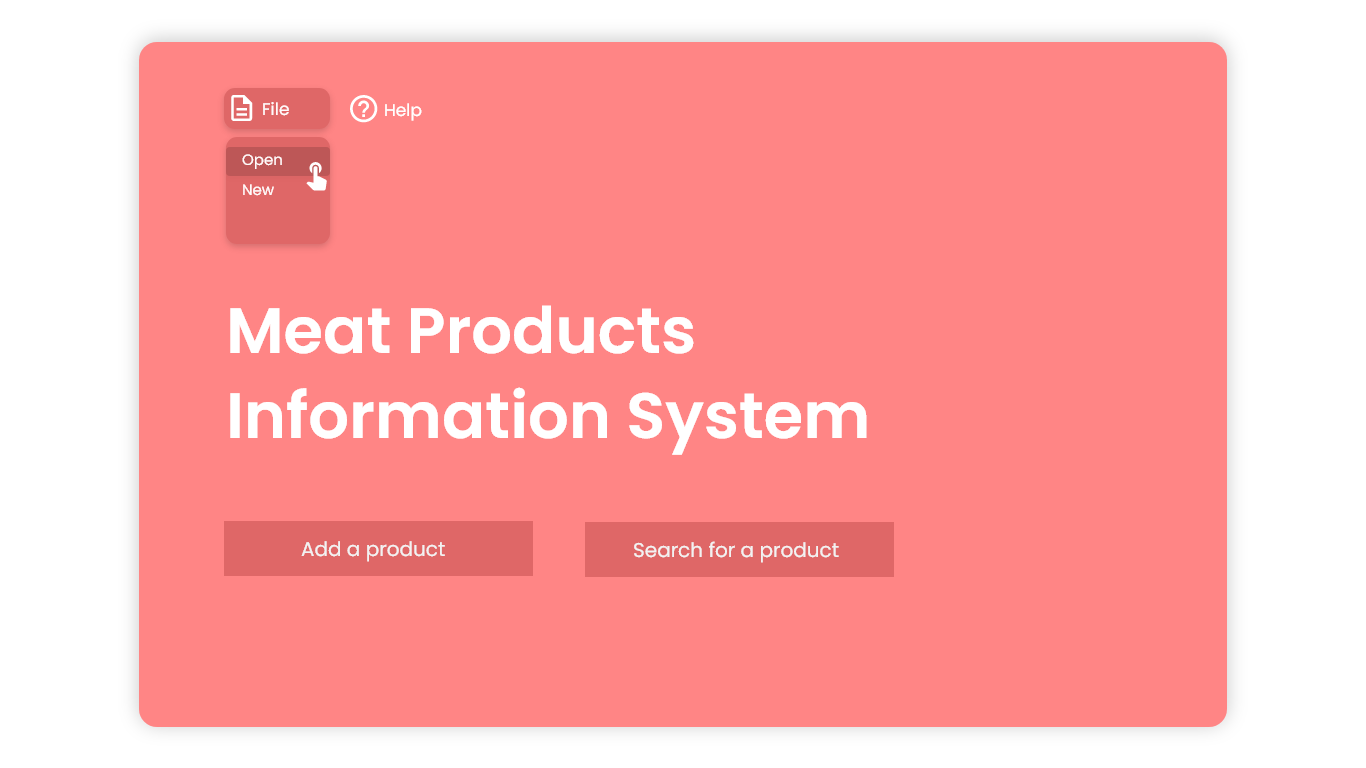 File
Help
Open
New
Meat Products
Information System
Add a product
Search for a product